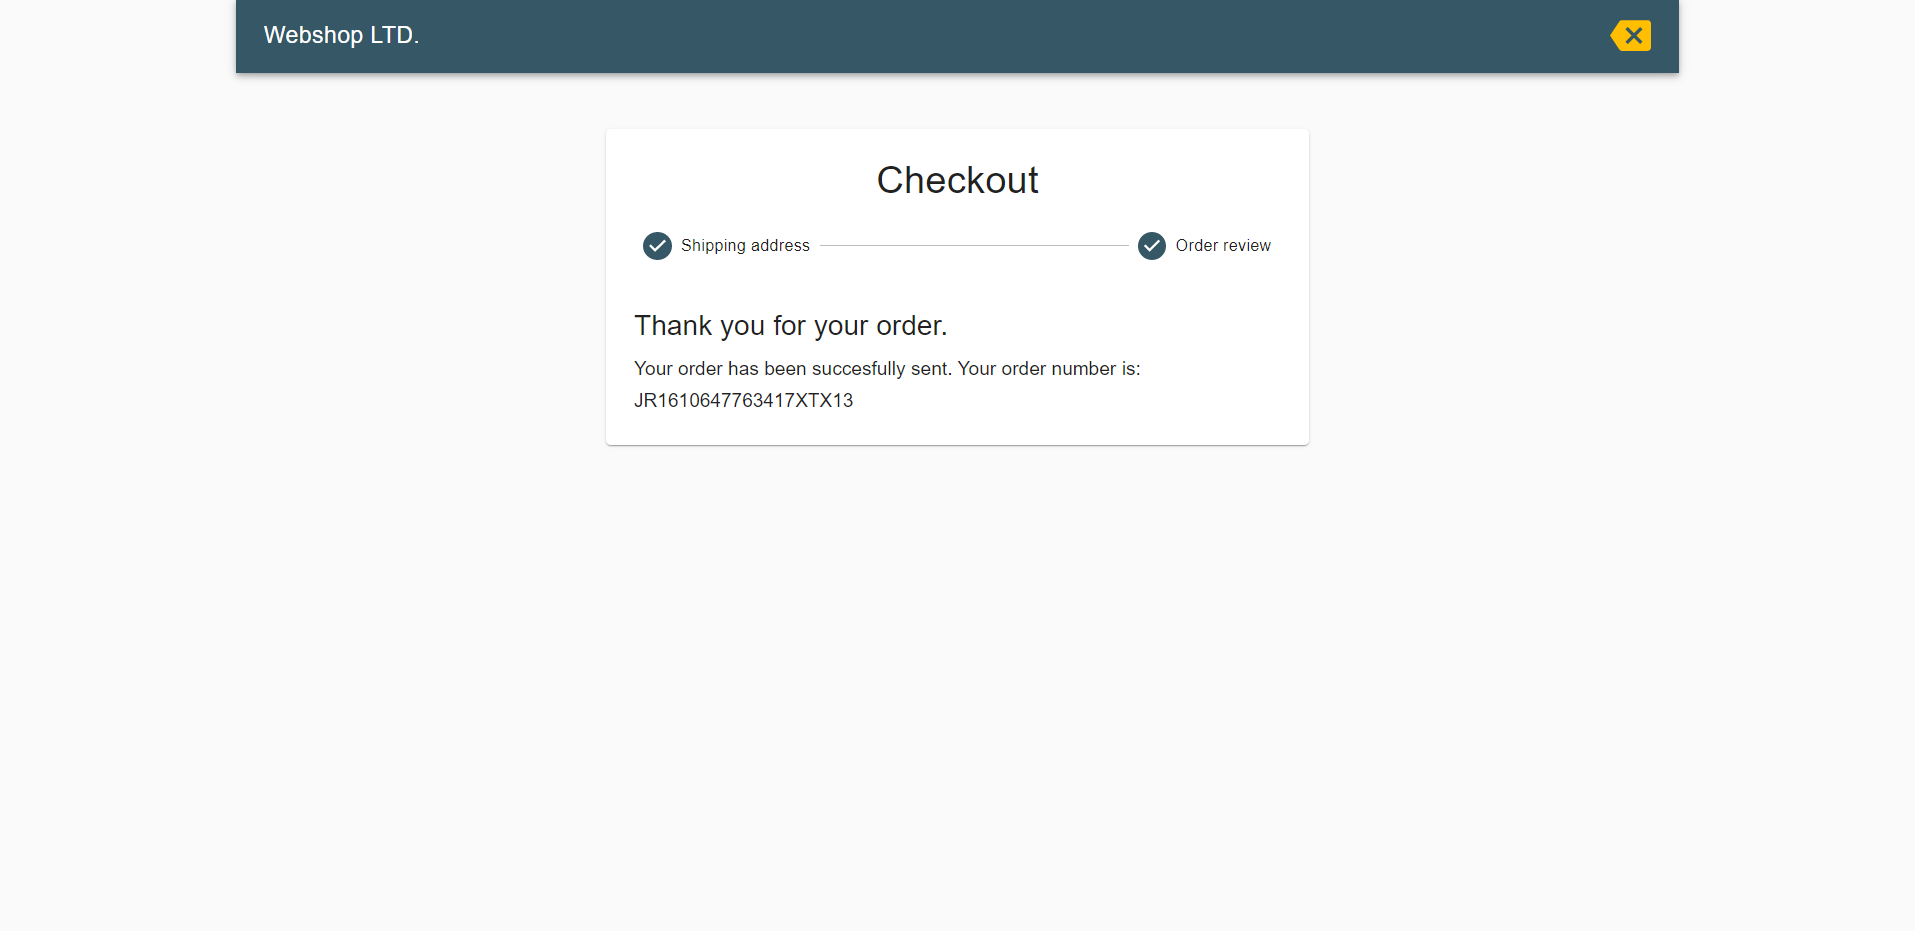 Webshop LTD.
Checkout
Shipping address
Order review
Thank you for your order.
Your order has been succesfully sent. Your order number is:
JR1610647763417XTX13